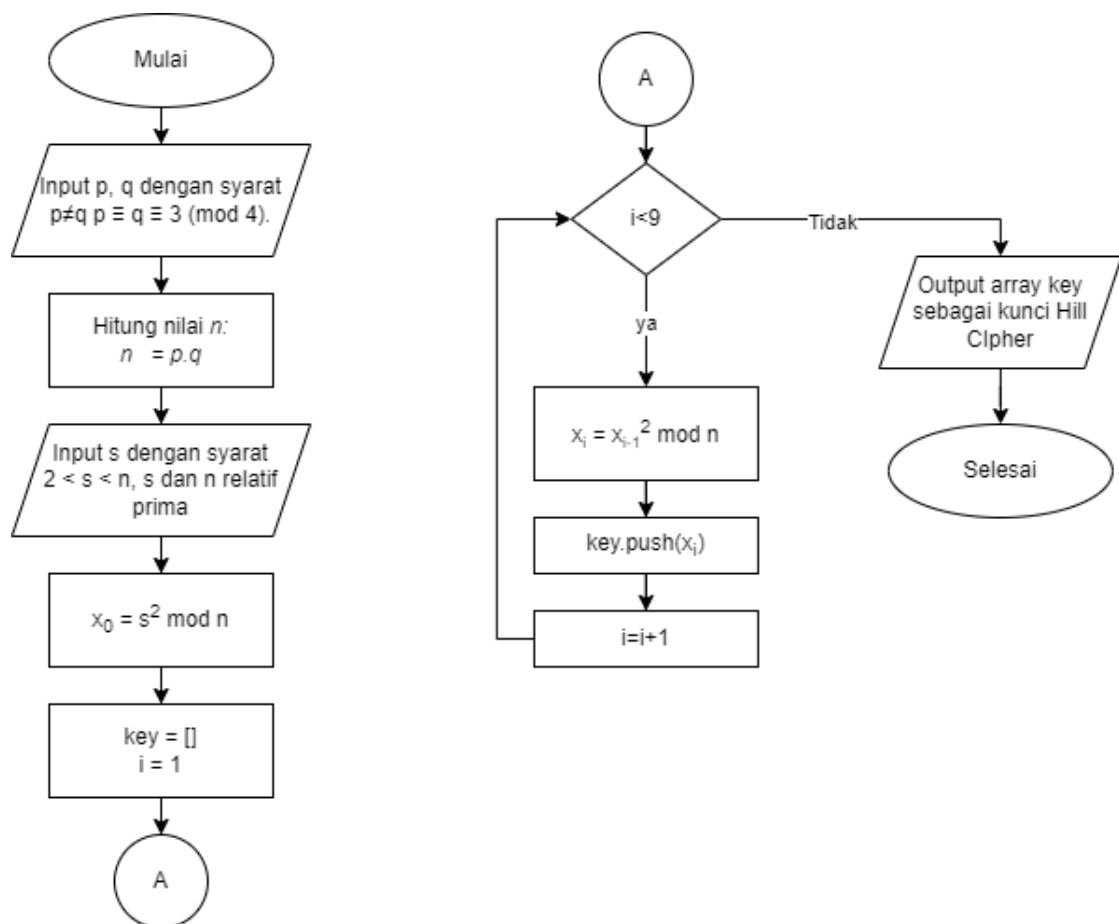 Mulai
Input p, q dengan syarat
p≠q p ≡ q ≡ 3 (mod 4).
Hitung nilai n:
n = p.q
Input s dengan syarat
2 < s < n, s dan n relatif
prima
x₀ = s² mod n
key = []
i = 1
A
A
i<9
Tidak
ya
Output array key
sebagai kunci Hill
CIpher
xᵢ = xᵢ₋₁² mod n
key.push(xᵢ)
i=i+1
Selesai